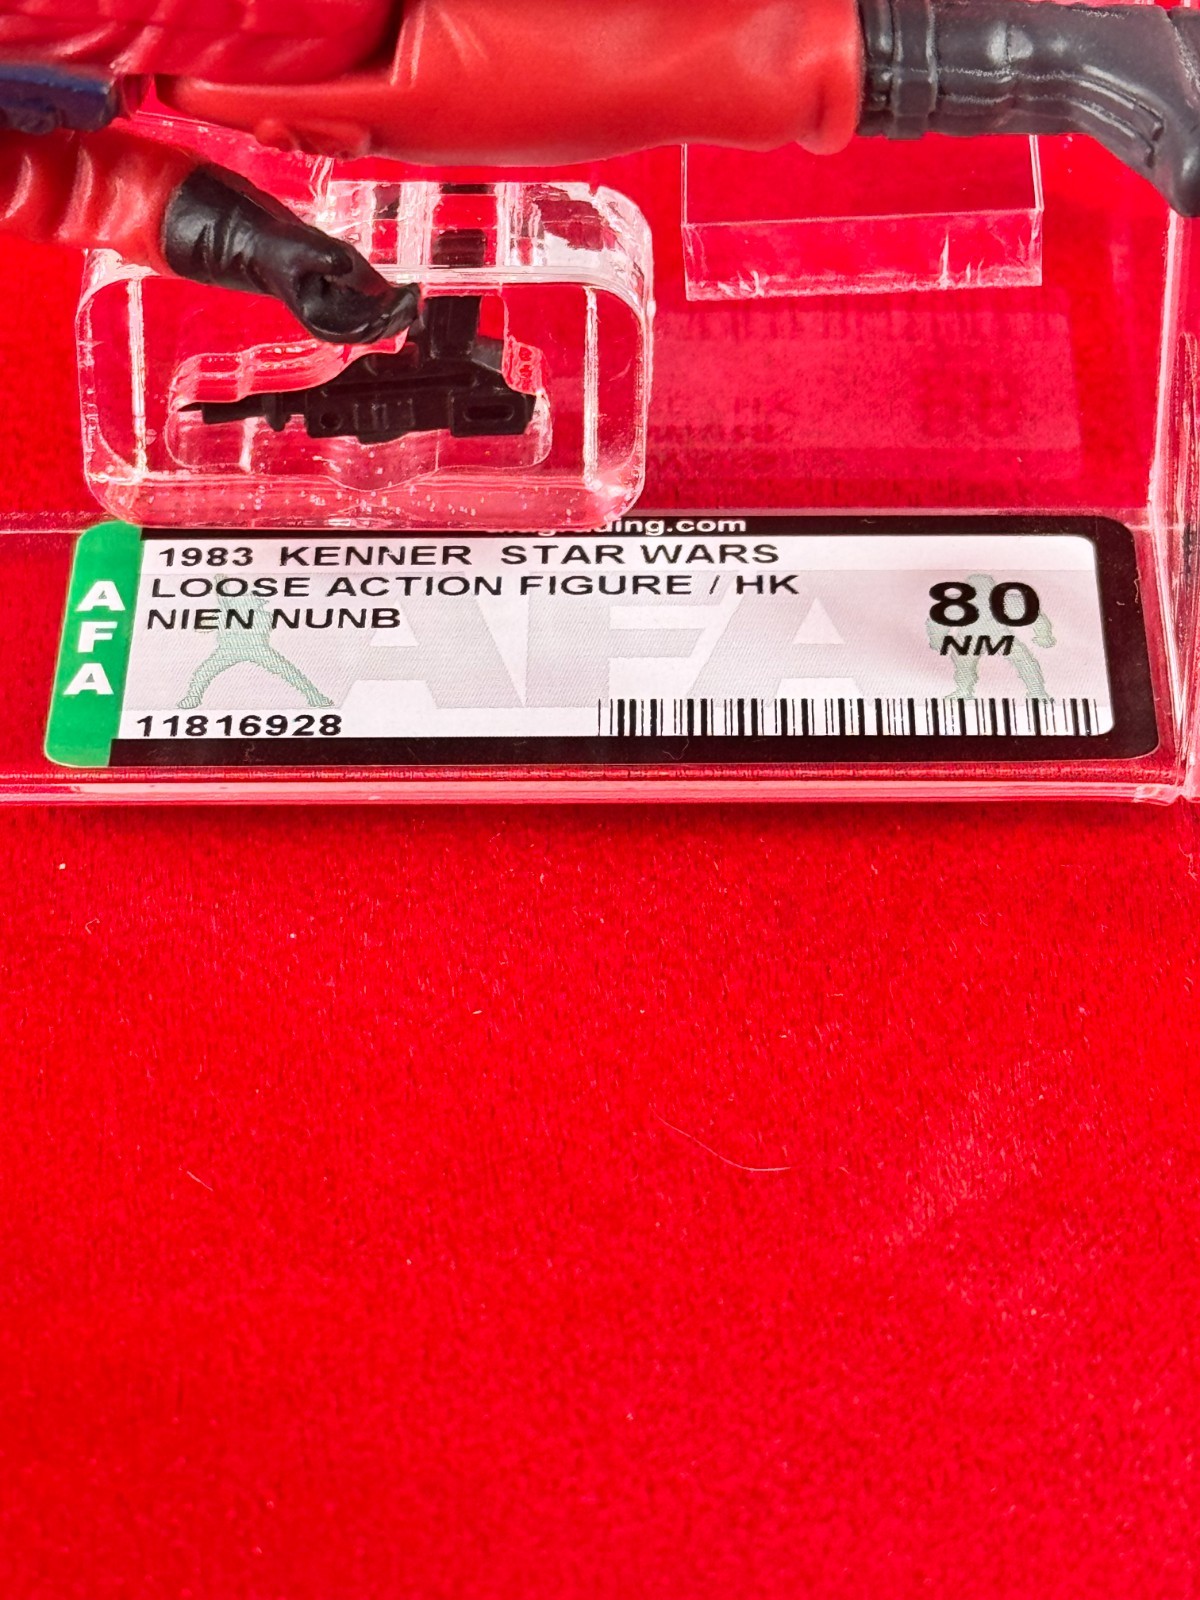 1983 KENNER STAR WARS
LOOSE ACTION FIGURE / HK
NIEN NUNB
80
NM
AFA
11816928